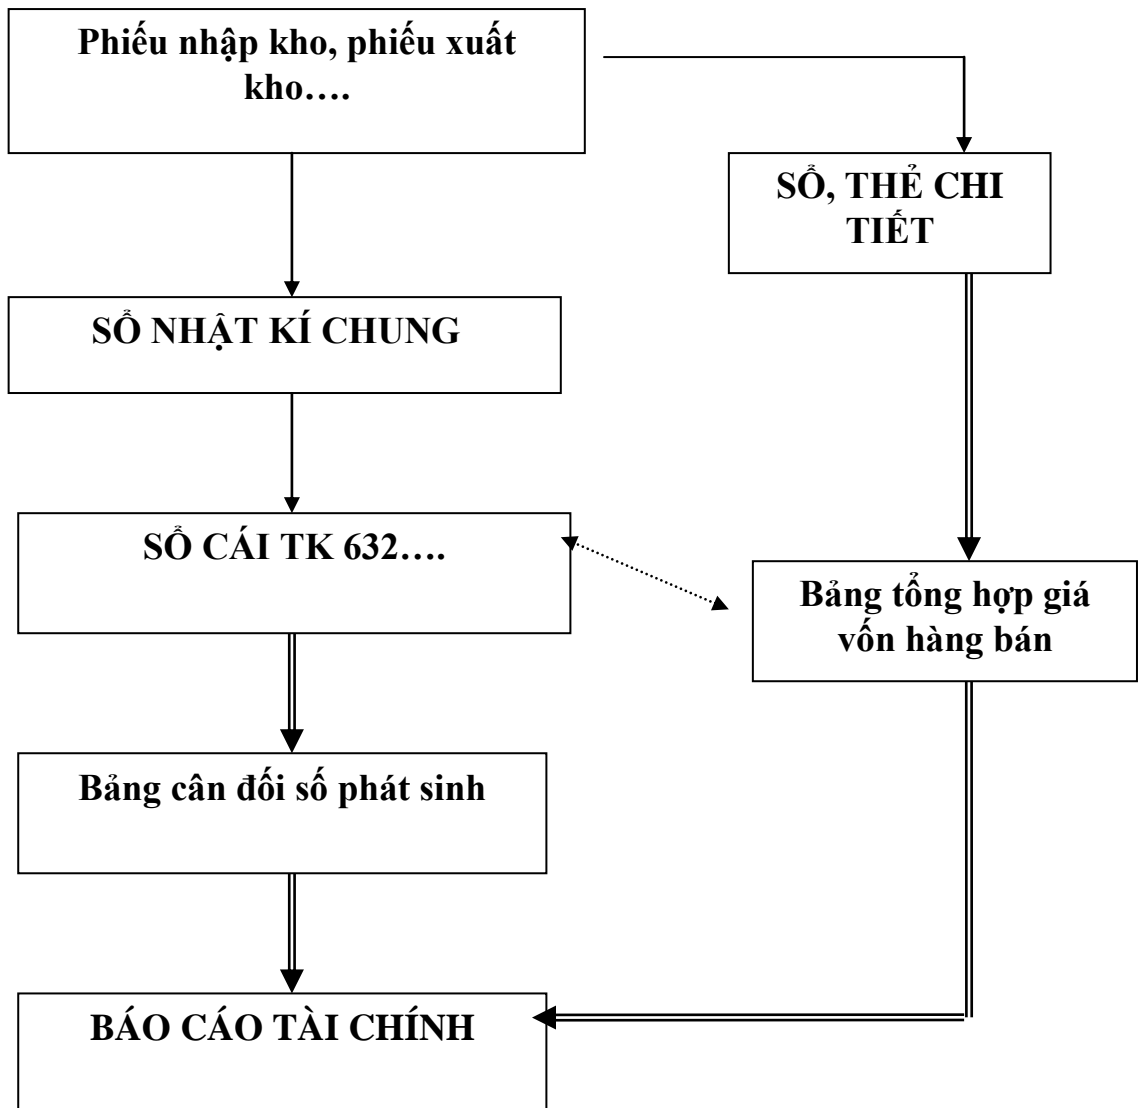 Phiếu nhập kho, phiếu xuất
kho….
SỔ, THẺ CHI
TIẾT
SỔ NHẬT KÍ CHUNG
SỔ CÁI TK 632….
Bảng tổng hợp giá
vốn hàng bán
Bảng cân đối số phát sinh
BÁO CÁO TÀI CHÍNH